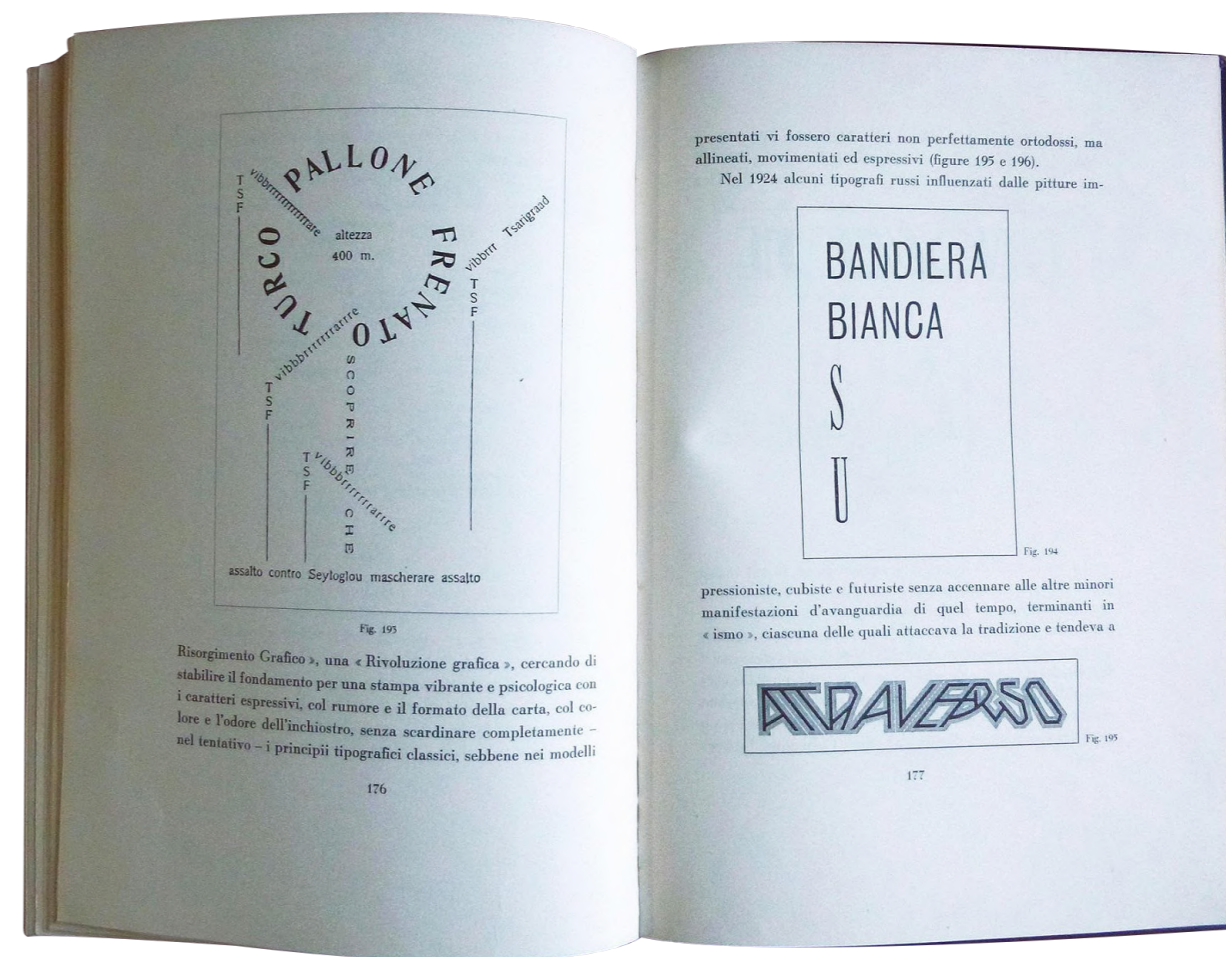 TSF
vibbrrrrrrrrrrrate
PALLONE FRENATO TURCO
altezza
400 m.
vibbrrr Tsarigraad
TSF
vibbbrrrrrrrrarrre
TSF
SCOPRIRE CHE
TSF
vibbbrrrrrrrrarrre
assalto contro Seyloglou mascherare assalto
Fig. 193
Risorgimento Grafico », una « Rivoluzione grafica », cercando di
stabilire il fondamento per una stampa vibrante e psicologica con
i caratteri espressivi, col rumore e il formato della carta, col co-
lore e l'odore dell'inchiostro, senza scardinare completamente –
nel tentativo – i principii tipografici classici, sebbene nei modelli
176
presentati vi fossero caratteri non perfettamente ortodossi, ma
allineati, movimentati ed espressivi (figure 195 e 196).
Nel 1924 alcuni tipografi russi influenzati dalle pitture im-
BANDIERA
BIANCA
S
U
Fig. 194
pressioniste, cubiste e futuriste senza accennare alle altre minori
manifestazioni d'avanguardia di quel tempo, terminanti in
« ismo », ciascuna delle quali attaccava la tradizione e tendeva a
ATTRAVERSO
Fig. 195
177